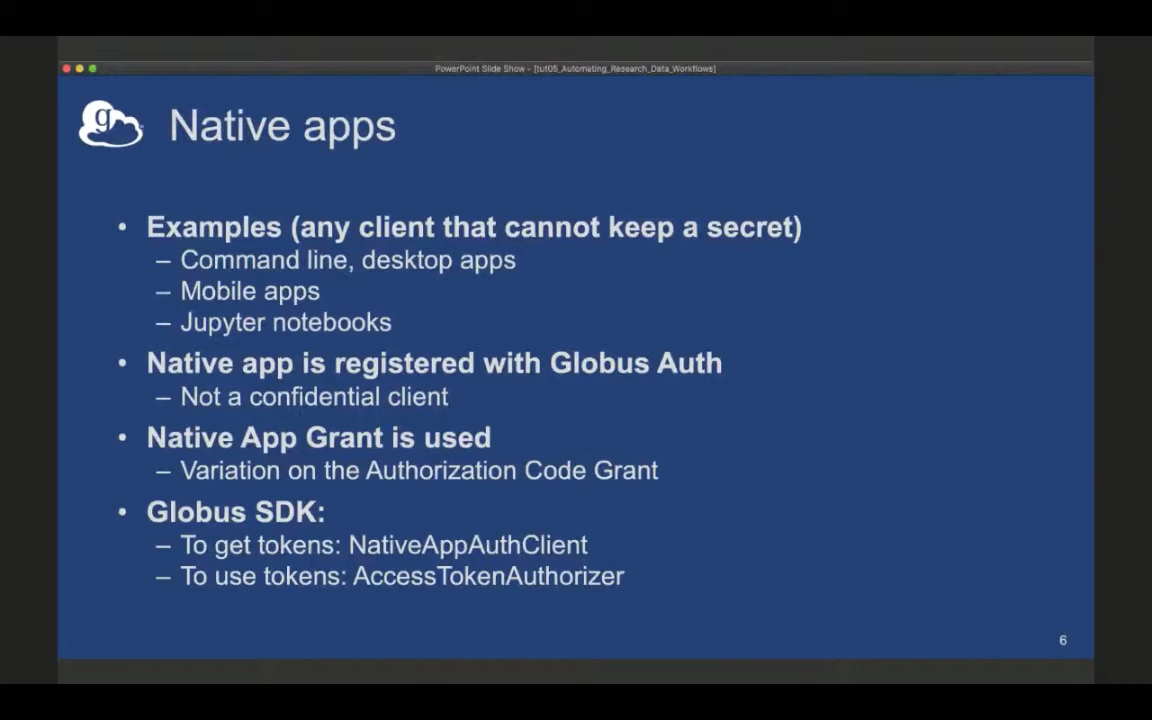 PowerPoint Slide Show - [tut05_Automating_Research_Data_Workflows]
g
Native apps
• Examples (any client that cannot keep a secret)
– Command line, desktop apps
– Mobile apps
– Jupyter notebooks
• Native app is registered with Globus Auth
– Not a confidential client
• Native App Grant is used
– Variation on the Authorization Code Grant
• Globus SDK:
– To get tokens: NativeAppAuthClient
– To use tokens: AccessTokenAuthorizer
6